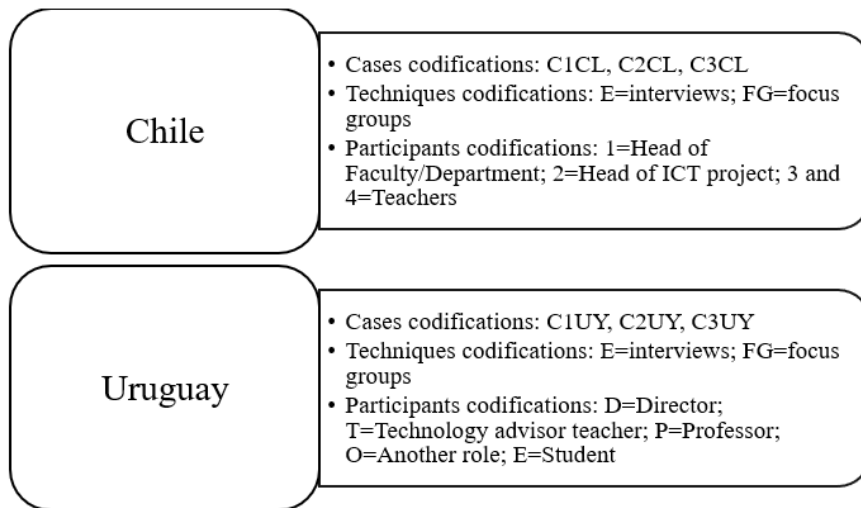 Chile
• Cases codifications: C1CL, C2CL, C3CL
• Techniques codifications: E=interviews; FG=focus
groups
• Participants codifications: 1=Head of
Faculty/Department; 2=Head of ICT project; 3 and
4=Teachers
Uruguay
• Cases codifications: C1UY, C2UY, C3UY
• Techniques codifications: E=interviews; FG=focus
groups
• Participants codifications: D=Director;
T=Technology advisor teacher; P=Professor;
O=Another role; E=Student